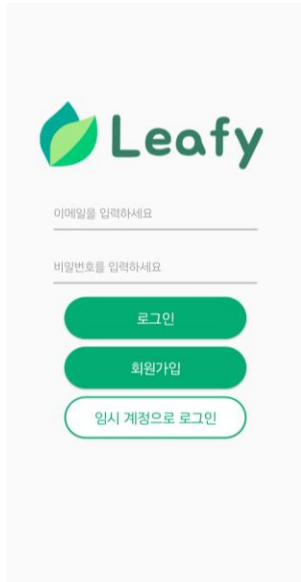 Leafy
이메일을 입력하세요
비밀번호를 입력하세요
로그인
회원가입
임시 계정으로 로그인